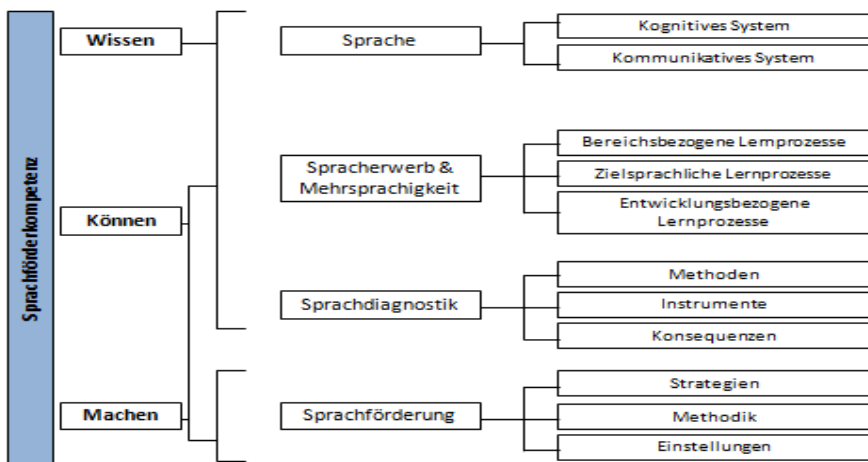 Sprachförderkompetenz
Wissen
Können
Machen
Sprache
Kognitives System
Kommunikatives System
Spracherwerb &
Mehrsprachigkeit
Bereichsbezogene Lernprozesse
Zielsprachliche Lernprozesse
Entwicklungsbezogene
Lernprozesse
Sprachdiagnostik
Methoden
Instrumente
Konsequenzen
Sprachförderung
Strategien
Methodik
Einstellungen